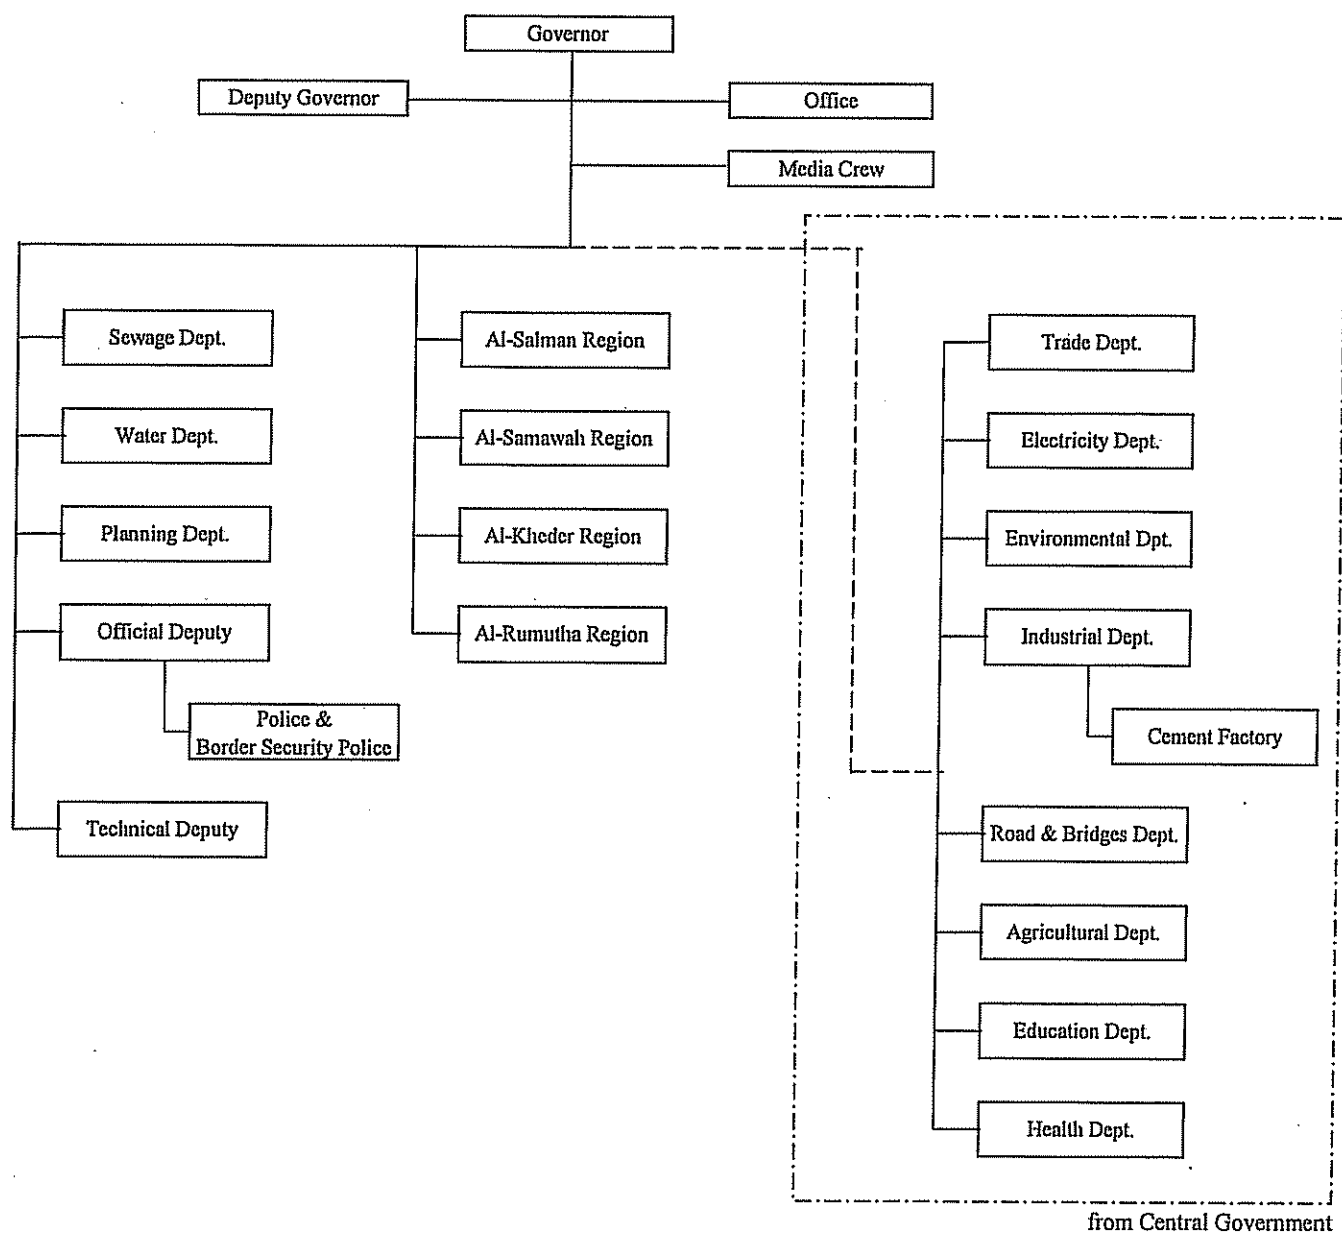 Governor
Deputy Governor
Office
Media Crew
Sewage Dept.
Water Dept.
Planning Dept.
Official Deputy
Police &
Border Security Police
Technical Deputy
Al-Salman Region
Al-Samawah Region
Al-Kheder Region
Al-Rumutha Region
Trade Dept.
Electricity Dept.
Environmental Dpt.
Industrial Dept.
Cement Factory
Road & Bridges Dept.
Agricultural Dept.
Education Dept.
Health Dept.
from Central Government